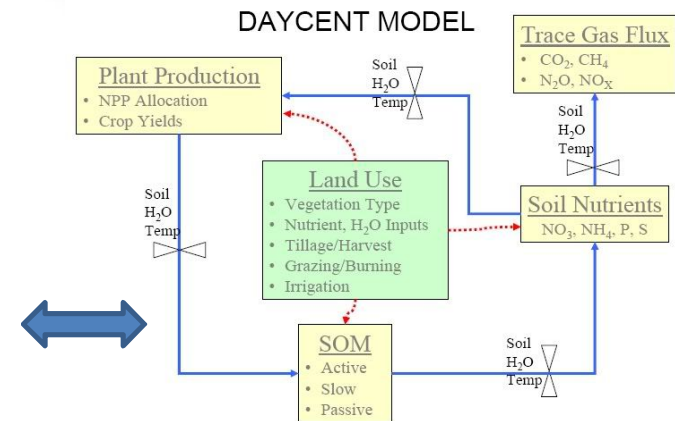 DAYCENT MODEL
Trace Gas Flux
• CO₂, CH₄
• N₂O, NOₓ
Soil
H₂O
Temp
Plant Production
• NPP Allocation
• Crop Yields
Soil
H₂O
Temp
Land Use
• Vegetation Type
• Nutrient, H₂O Inputs
• Tillage/Harvest
• Grazing/Burning
• Irrigation
Soil Nutrients
NO₃, NH₄, P, S
Soil
H₂O
Temp
SOM
• Active
• Slow
• Passive
Soil
H₂O
Temp